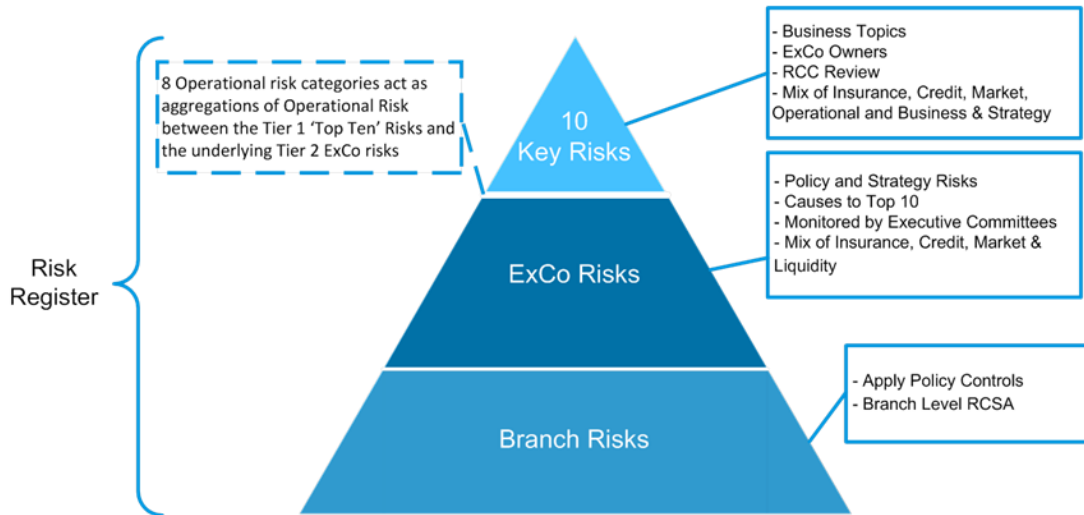 8 Operational risk categories act as
aggregations of Operational Risk
between the Tier 1 ‘Top Ten’ Risks and
the underlying Tier 2 ExCo risks
10
Key Risks
- Business Topics
- ExCo Owners
- RCC Review
- Mix of Insurance, Credit, Market,
Operational and Business & Strategy
ExCo Risks
- Policy and Strategy Risks
- Causes to Top 10
- Monitored by Executive Committees
- Mix of Insurance, Credit, Market &
Liquidity
Risk
Register
Branch Risks
- Apply Policy Controls
- Branch Level RCSA